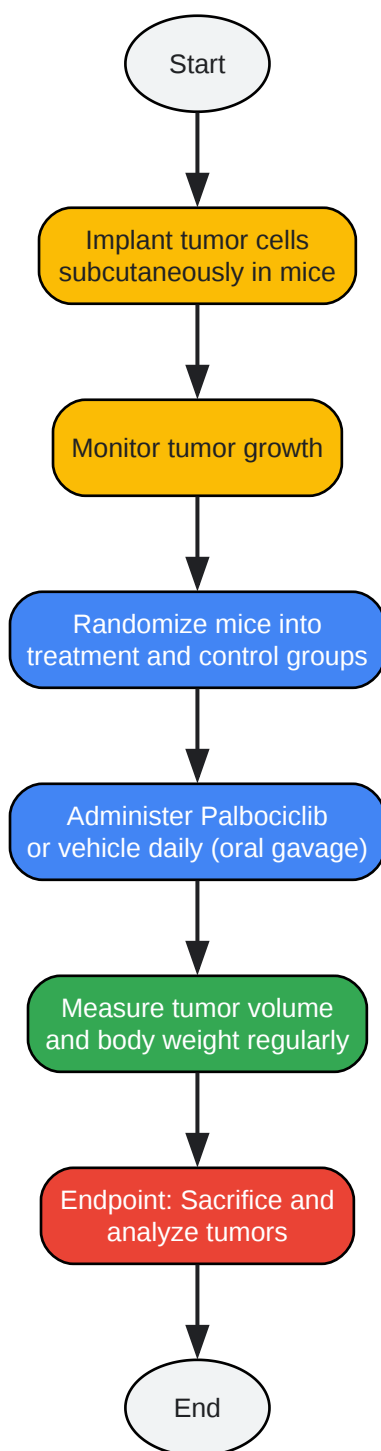 Start
Implant tumor cells
subcutaneously in mice
Monitor tumor growth
Randomize mice into
treatment and control groups
Administer Palbociclib
or vehicle daily (oral gavage)
Measure tumor volume
and body weight regularly
Endpoint: Sacrifice and
analyze tumors
End